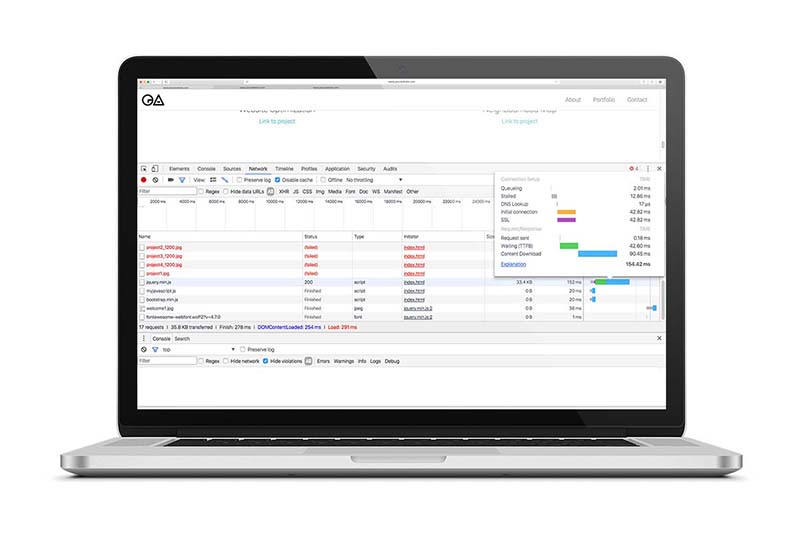 GA
About Portfolio Contact
Website Optimization Neighbourhood Map
Link to project Link to project
Elements Console Sources Network Timeline Profiles Application Security Audits 4
View: Preserve log Disable cache Offline No throttling
Filter Regex Hide data URLs All XHR JS CSS Img Media Font Doc WS Manifest Other
2000 ms 4000 ms 6000 ms 8000 ms 10000 ms 12000 ms 14000 ms 16000 ms 18000 ms 20000 ms 22000 ms 24000 ms
Connection Setup TIME
Queueing 2.01 ms
Stalled 12.86 ms
DNS Lookup 17 µs
Initial connection 42.82 ms
SSL 42.82 ms
Request/Response TIME
Request sent 0.18 ms
Waiting (TTFB) 42.60 ms
Content Download 90.45 ms
Explanation 154.42 ms
Name Status Type Initiator
project2_1200.jpg (failed) index.html
project3_1200.jpg (failed) index.html
project4_1200.jpg (failed) index.html
project1.jpg (failed) index.html
jquery.min.js 200 script index.html 33.4 KB 152 ms
myjavascript.js Finished script index.html 0 B 20 ms
bootstrap.min.js Finished script index.html 0 B 20 ms
welcome1.jpg Finished jpeg jquery.min.js:2 0 B 38 ms
fontawesome-webfont.woff2?v=4.7.0 Finished font jquery.min.js:2 0 B 1 ms
17 requests | 35.8 KB transferred | Finish: 278 ms | DOMContentLoaded: 254 ms | Load: 291 ms
Console Search
top Preserve log
Filter Regex Hide network Hide violations All Errors Warnings Info Logs Debug